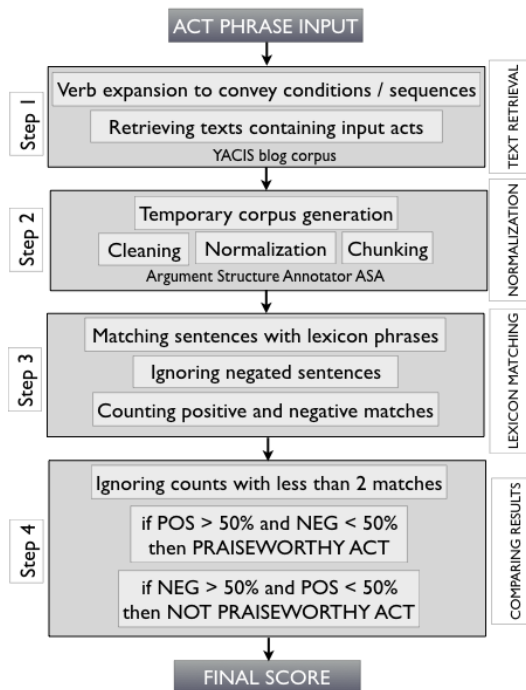 ACT PHRASE INPUT
Step 1
Verb expansion to convey conditions / sequences
Retrieving texts containing input acts
YACIS blog corpus
TEXT RETRIEVAL
Step 2
Temporary corpus generation
Cleaning
Normalization
Chunking
Argument Structure Annotator ASA
NORMALIZATION
Step 3
Matching sentences with lexicon phrases
Ignoring negated sentences
Counting positive and negative matches
LEXICON MATCHING
Step 4
Ignoring counts with less than 2 matches
if POS > 50% and NEG < 50%
then PRAISEWORTHY ACT
if NEG > 50% and POS < 50%
then NOT PRAISEWORTHY ACT
COMPARING RESULTS
FINAL SCORE